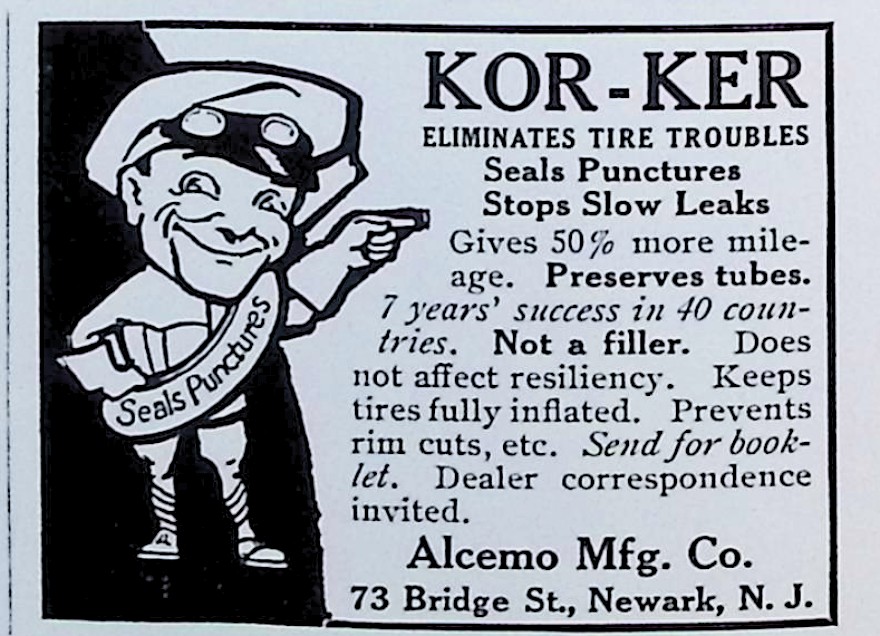 KOR-KER
ELIMINATES TIRE TROUBLES
Seals Punctures
Stops Slow Leaks
Gives 50% more mile-
age. Preserves tubes.
7 years' success in 40 coun-
tries. Not a filler. Does
not affect resiliency. Keeps
tires fully inflated. Prevents
rim cuts, etc. Send for book-
let. Dealer correspondence
invited.
Alcemo Mfg. Co.
73 Bridge St., Newark, N. J.
Seals Punctures